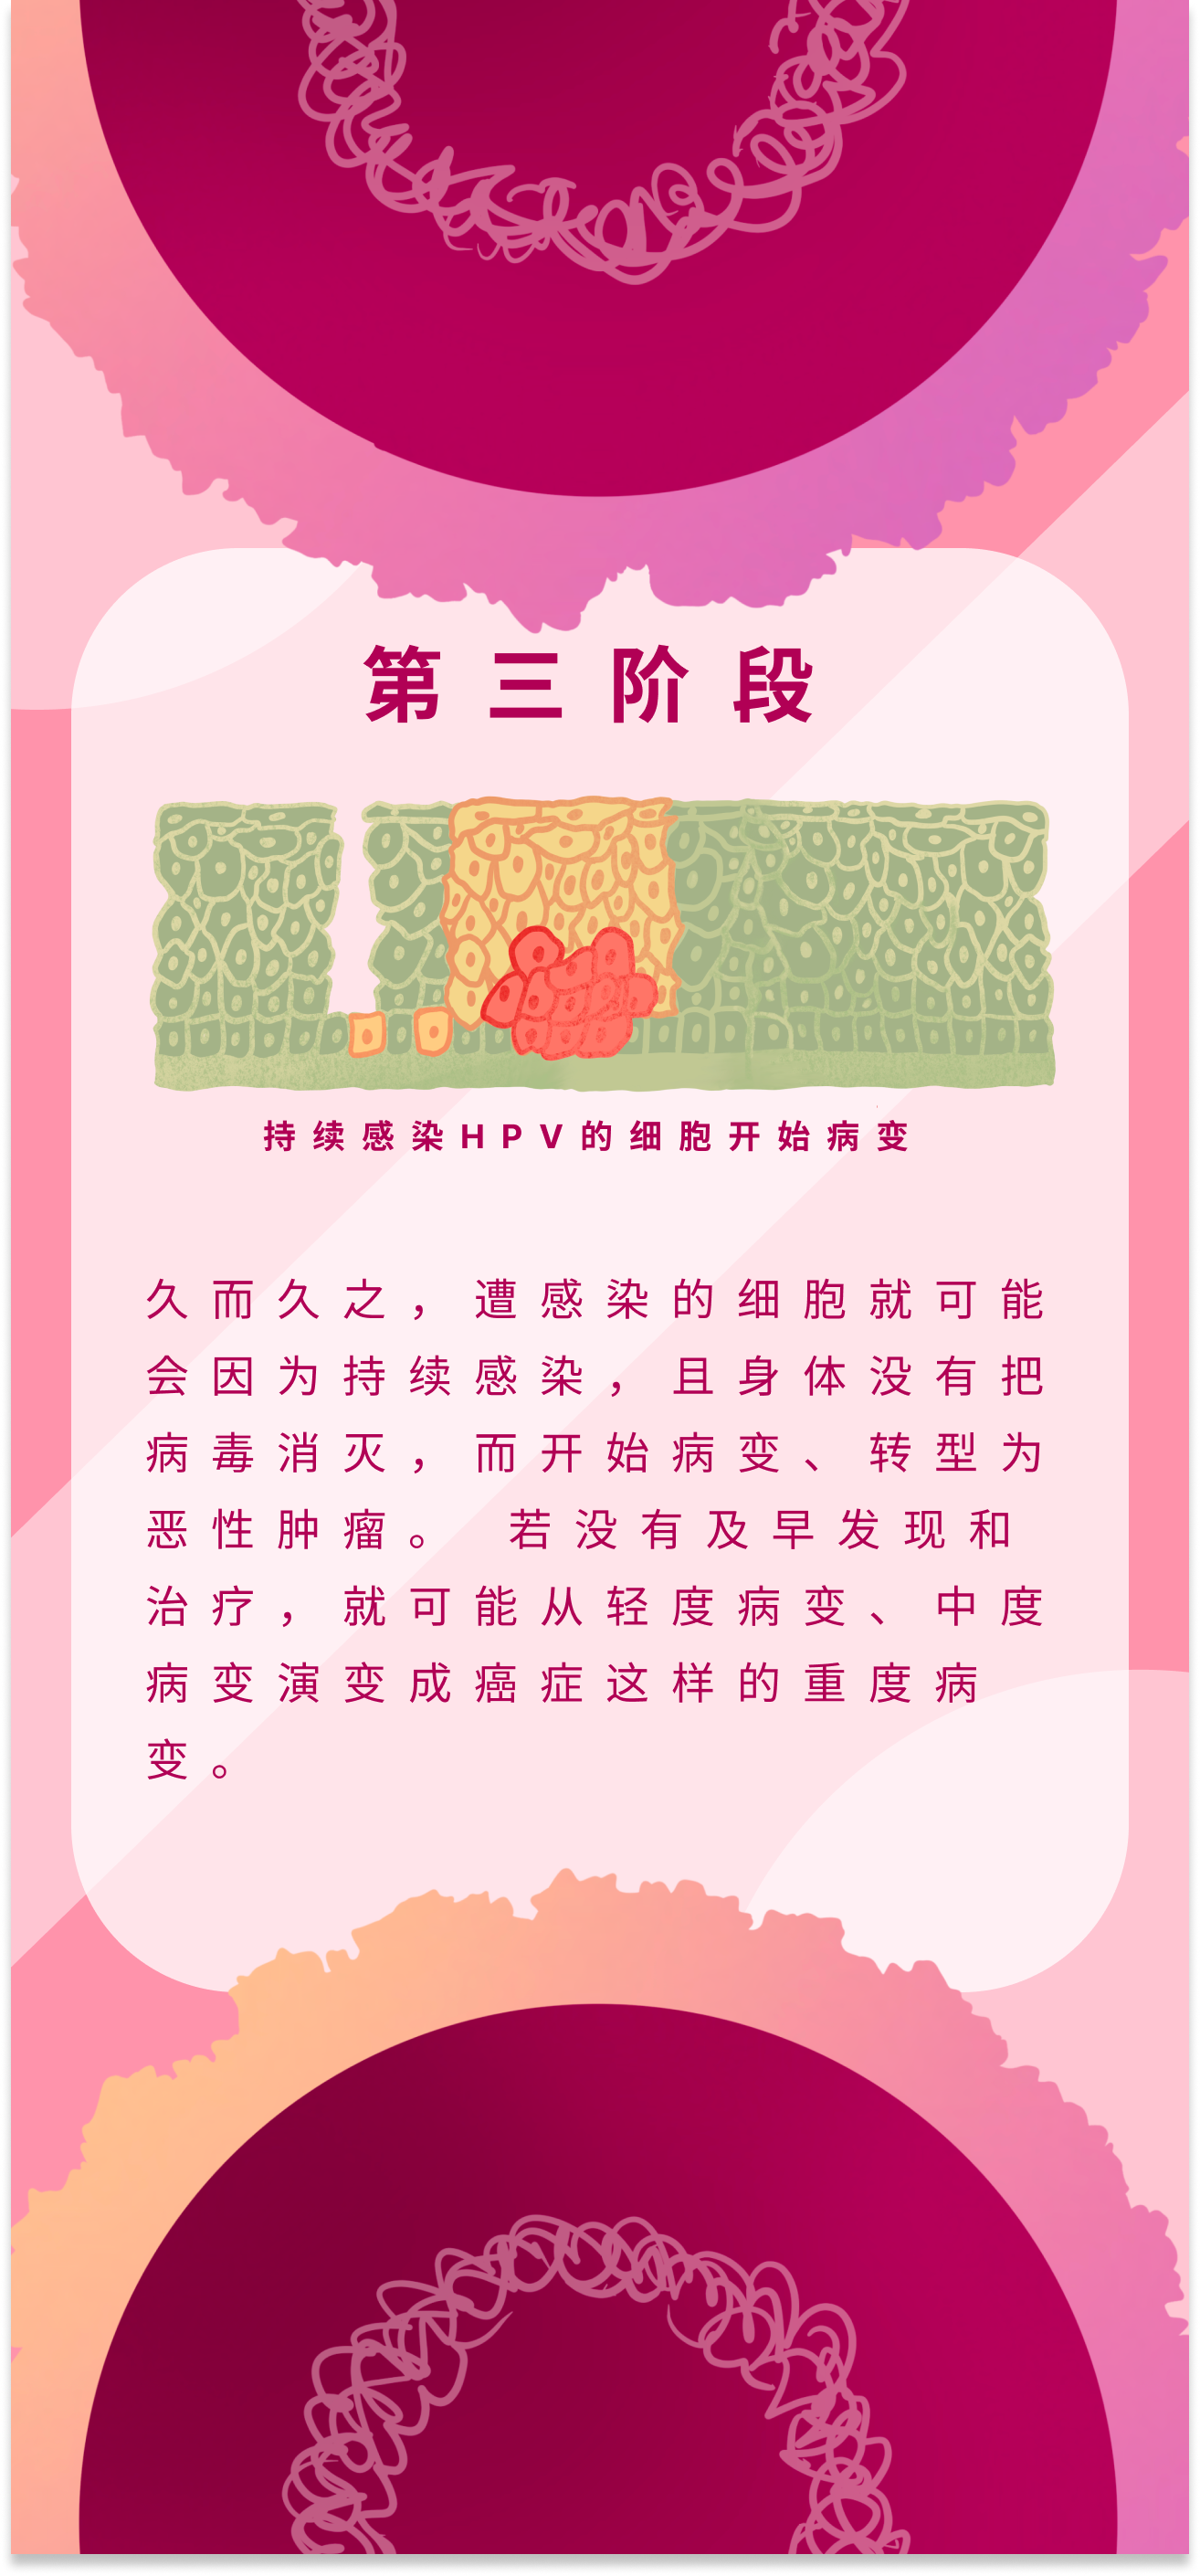 第三阶段
持续感染HPV的细胞开始病变
久而久之，遭感染的细胞就可能
会因为持续感染，且身体没有把
病毒消灭，而开始病变、转型为
恶性肿瘤。 若没有及早发现和
治疗，就可能从轻度病变、中度
病变演变成癌症这样的重度病
变。